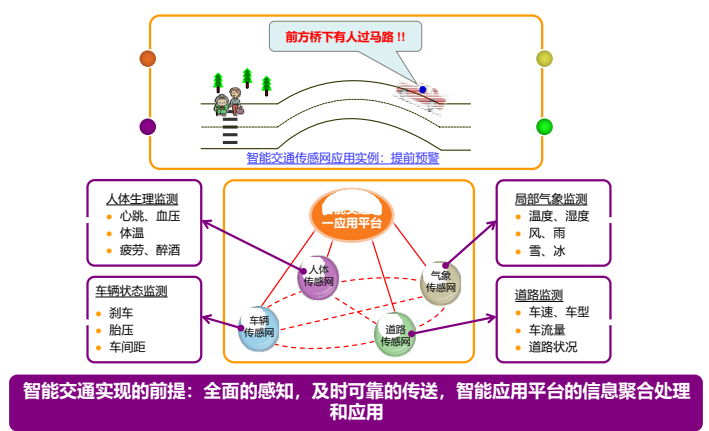 前方桥下有人过马路 !!
智能交通传感网应用实例：提前预警
人体生理监测
心跳、血压
体温
疲劳、醉酒
一应用平台
局部气象监测
温度、湿度
风、雨
雪、冰
人体
传感网
气象
传感网
车辆状态监测
刹车
胎压
车间距
车辆
传感网
道路
传感网
道路监测
车速、车型
车流量
道路状况
智能交通实现的前提：全面的感知，及时可靠的传送，智能应用平台的信息聚合处理
和应用